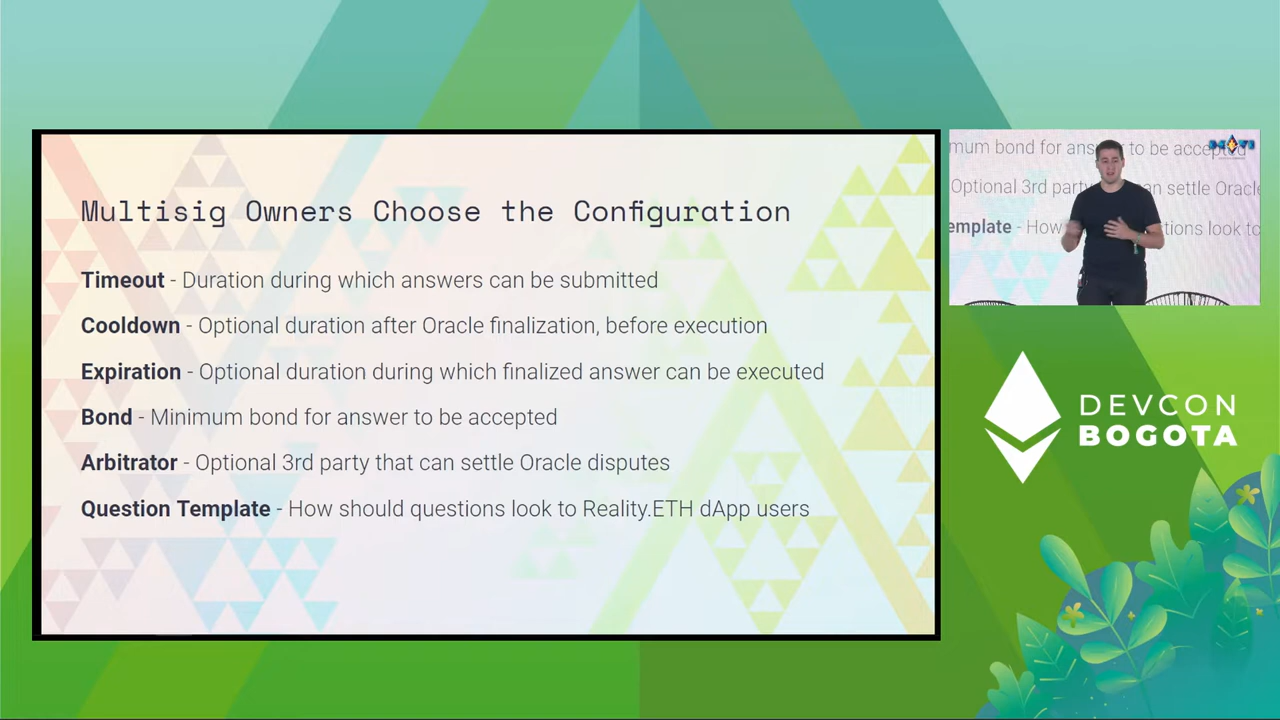 Multisig Owners Choose the Configuration
Timeout - Duration during which answers can be submitted
Cooldown - Optional duration after Oracle finalization, before execution
Expiration - Optional duration during which finalized answer can be executed
Bond - Minimum bond for answer to be accepted
Arbitrator - Optional 3rd party that can settle Oracle disputes
Question Template - How should questions look to Reality.ETH dApp users
mum bond for answ r to be accepted
Optional 3rd party an settle Oracle
emplate - How tions look to
DEVCON
BOGOTA